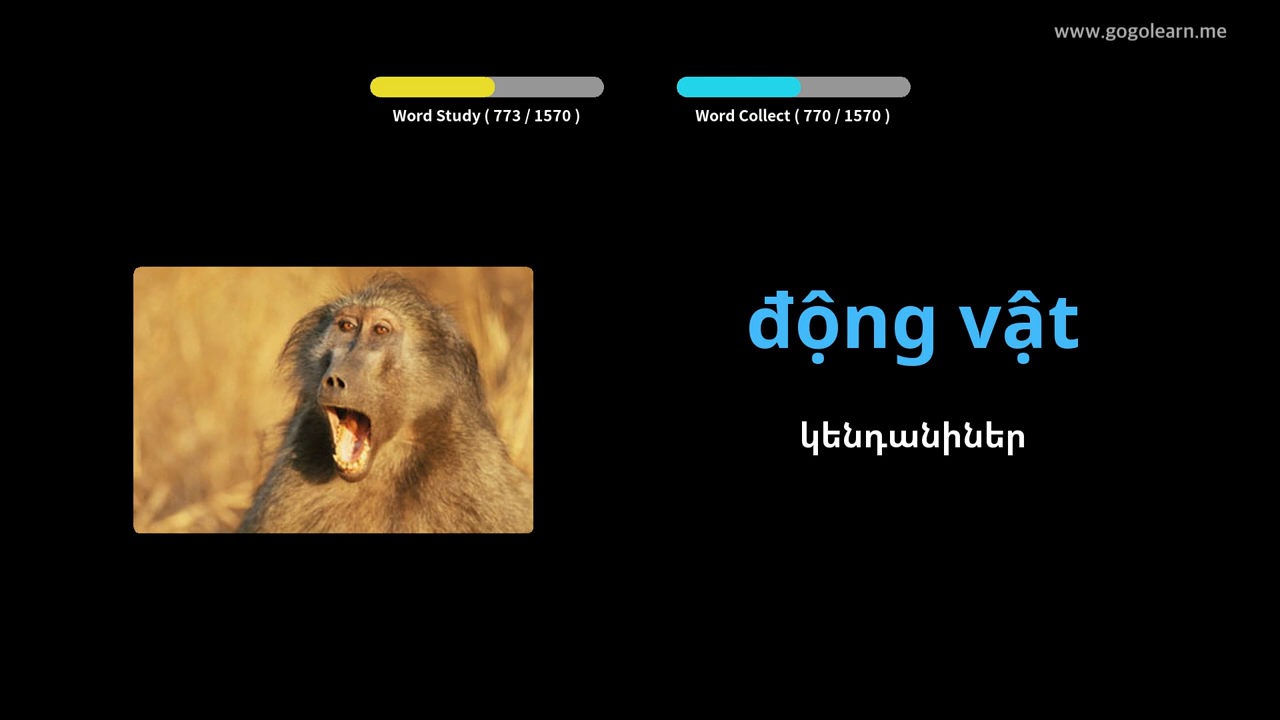 www.gogolearn.me
Word Study ( 773 / 1570 )
Word Collect ( 770 / 1570 )
động vật
կենդանիներ